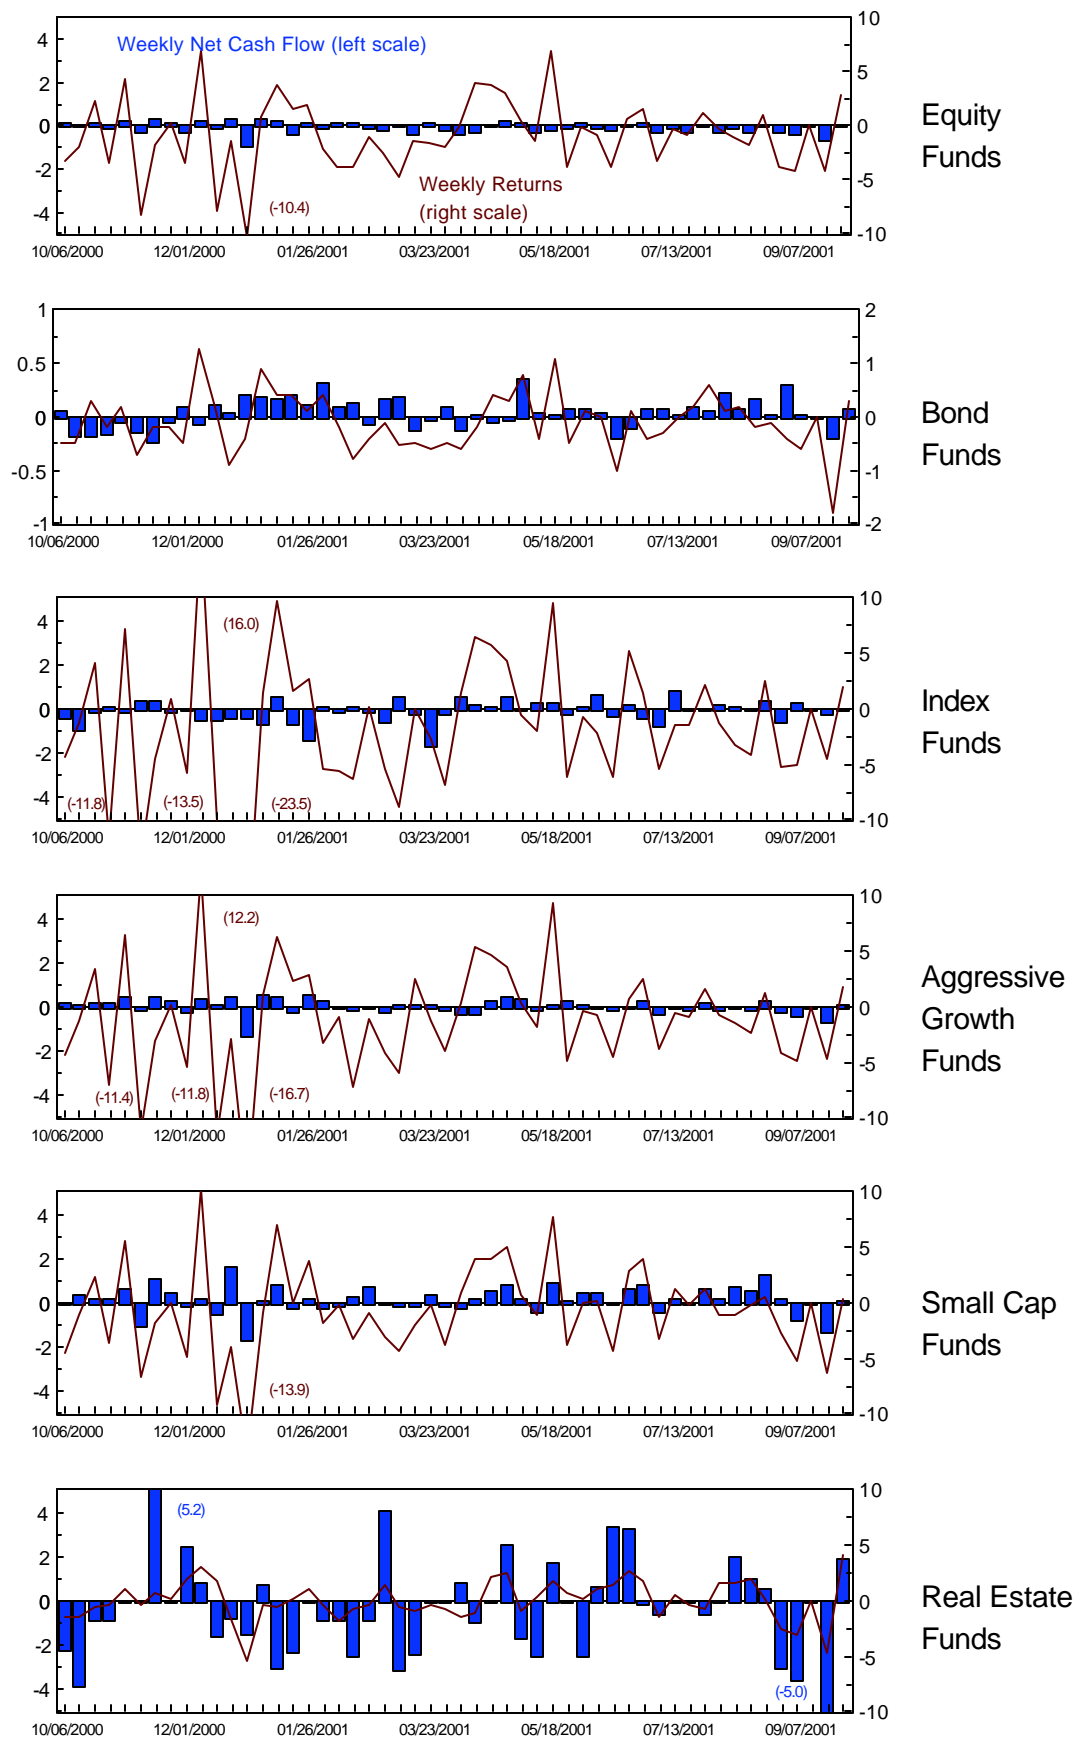 4
2
0
-2
-4
Weekly Net Cash Flow (left scale)
Weekly Returns
(right scale)
(-10.4)
10
5
0
-5
-10
10/06/2000 12/01/2000 01/26/2001 03/23/2001 05/18/2001 07/13/2001 09/07/2001
Equity
Funds
1
0.5
0
-0.5
-1
2
1
0
-1
-2
10/06/2000 12/01/2000 01/26/2001 03/23/2001 05/18/2001 07/13/2001 09/07/2001
Bond
Funds
4
2
0
-2
-4
(16.0)
(-11.8) (-13.5) (-23.5)
10
5
0
-5
-10
10/06/2000 12/01/2000 01/26/2001 03/23/2001 05/18/2001 07/13/2001 09/07/2001
Index
Funds
4
2
0
-2
-4
(12.2)
(-11.4) (-11.8) (-16.7)
10
5
0
-5
-10
10/06/2000 12/01/2000 01/26/2001 03/23/2001 05/18/2001 07/13/2001 09/07/2001
Aggressive
Growth
Funds
4
2
0
-2
-4
(-13.9)
10
5
0
-5
-10
10/06/2000 12/01/2000 01/26/2001 03/23/2001 05/18/2001 07/13/2001 09/07/2001
Small Cap
Funds
4
2
0
-2
-4
(5.2)
(-5.0)
10
5
0
-5
-10
10/06/2000 12/01/2000 01/26/2001 03/23/2001 05/18/2001 07/13/2001 09/07/2001
Real Estate
Funds